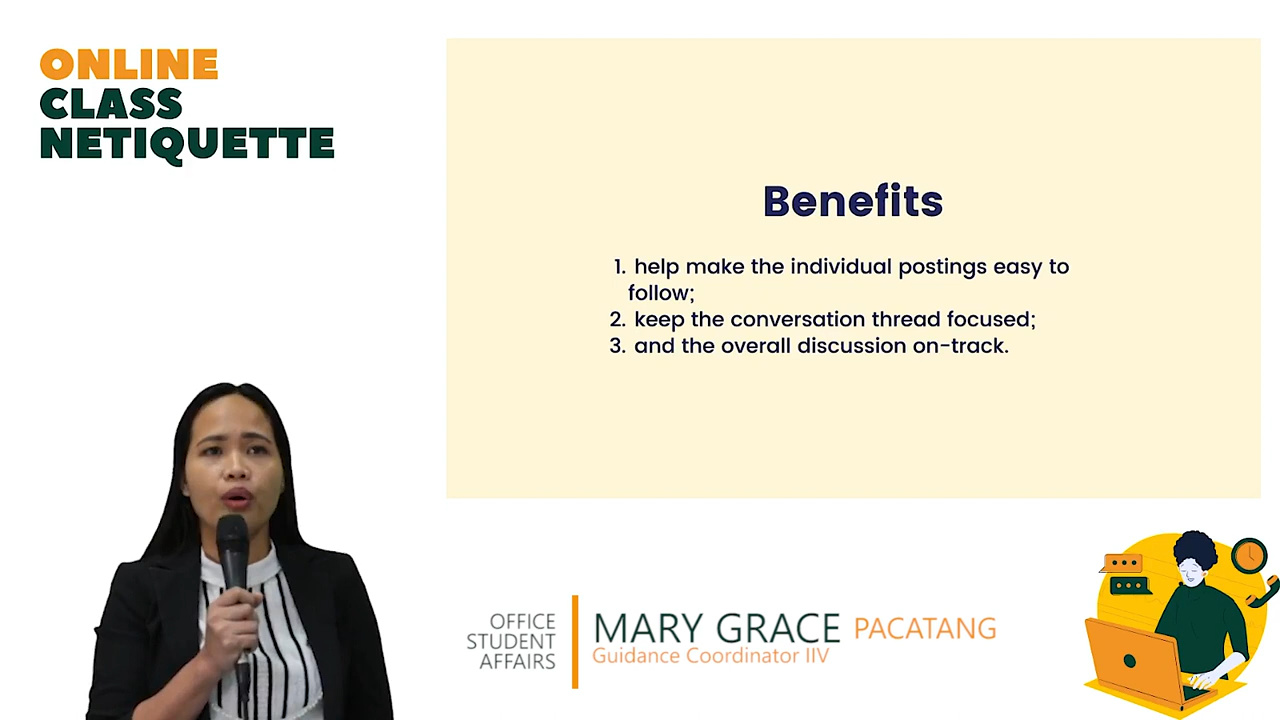 ONLINE
CLASS
NETIQUETTE
Benefits
1. help make the individual postings easy to
follow;
2. keep the conversation thread focused;
3. and the overall discussion on-track.
OFFICE
STUDENT
AFFAIRS
MARY GRACE PACATANG
Guidance Coordinator IIV